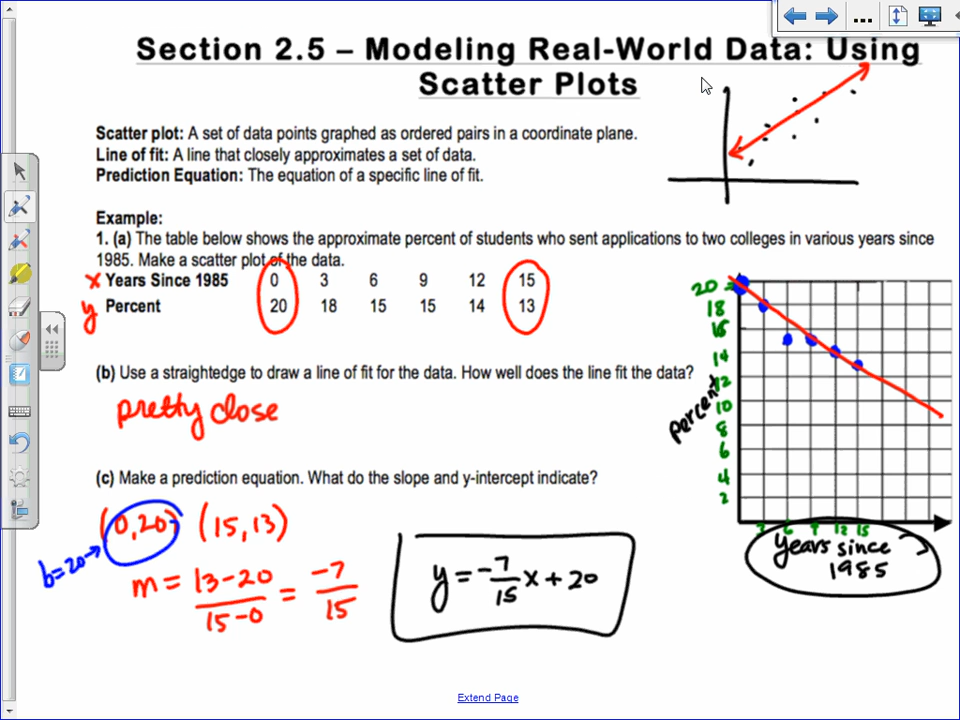 Section 2.5 – Modeling Real-World Data: Using
Scatter Plots
Scatter plot: A set of data points graphed as ordered pairs in a coordinate plane.
Line of fit: A line that closely approximates a set of data.
Prediction Equation: The equation of a specific line of fit.
Example:
1. (a) The table below shows the approximate percent of students who sent applications to two colleges in various years since
1985. Make a scatter plot of the data.
x Years Since 1985 0 3 6 9 12 15
y Percent 20 18 15 15 14 13
(b) Use a straightedge to draw a line of fit for the data. How well does the line fit the data?
pretty close
(c) Make a prediction equation. What do the slope and y-intercept indicate?
(0,20) (15,13)
b=20→
m = 13-20 / 15-0 = -7 / 15
y = -7/15 x + 20
20
18
16
14
12
10
8
6
4
2
percent
3 6 9 12 15
years since
1985
Extend Page